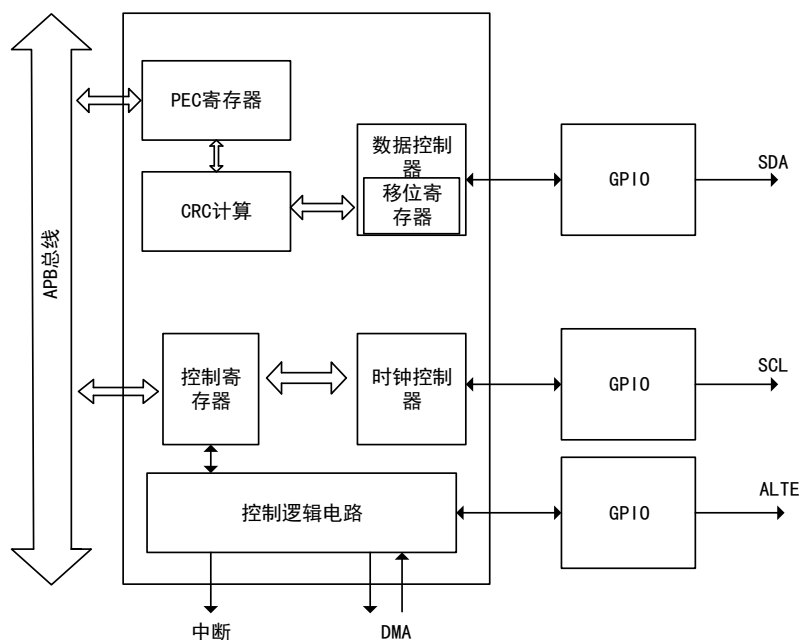 APB总线
PEC寄存器
CRC计算
数据控制
器
移位寄
存器
GPIO
SDA
控制寄
存器
时钟控制
器
GPIO
SCL
控制逻辑电路
GPIO
ALTE
中断
DMA